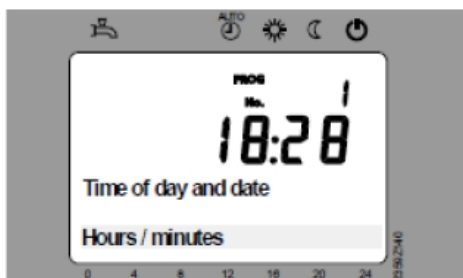 AUTO
PROG
No. 1
18:28
Time of day and date
Hours / minutes
0 4 8 12 16 20 24